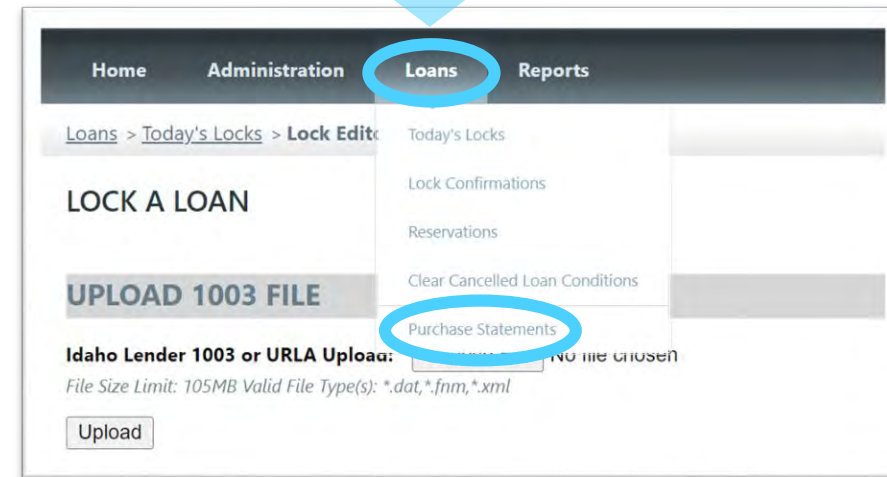 Home Administration Loans Reports
Loans > Today's Locks > Lock Edito
Today's Locks
Lock Confirmations
LOCK A LOAN
Reservations
Clear Cancelled Loan Conditions
UPLOAD 1003 FILE
Purchase Statements
Idaho Lender 1003 or URLA Upload: No file chosen
File Size Limit: 105MB Valid File Type(s): *.dat,*.fnm,*.xml
Upload